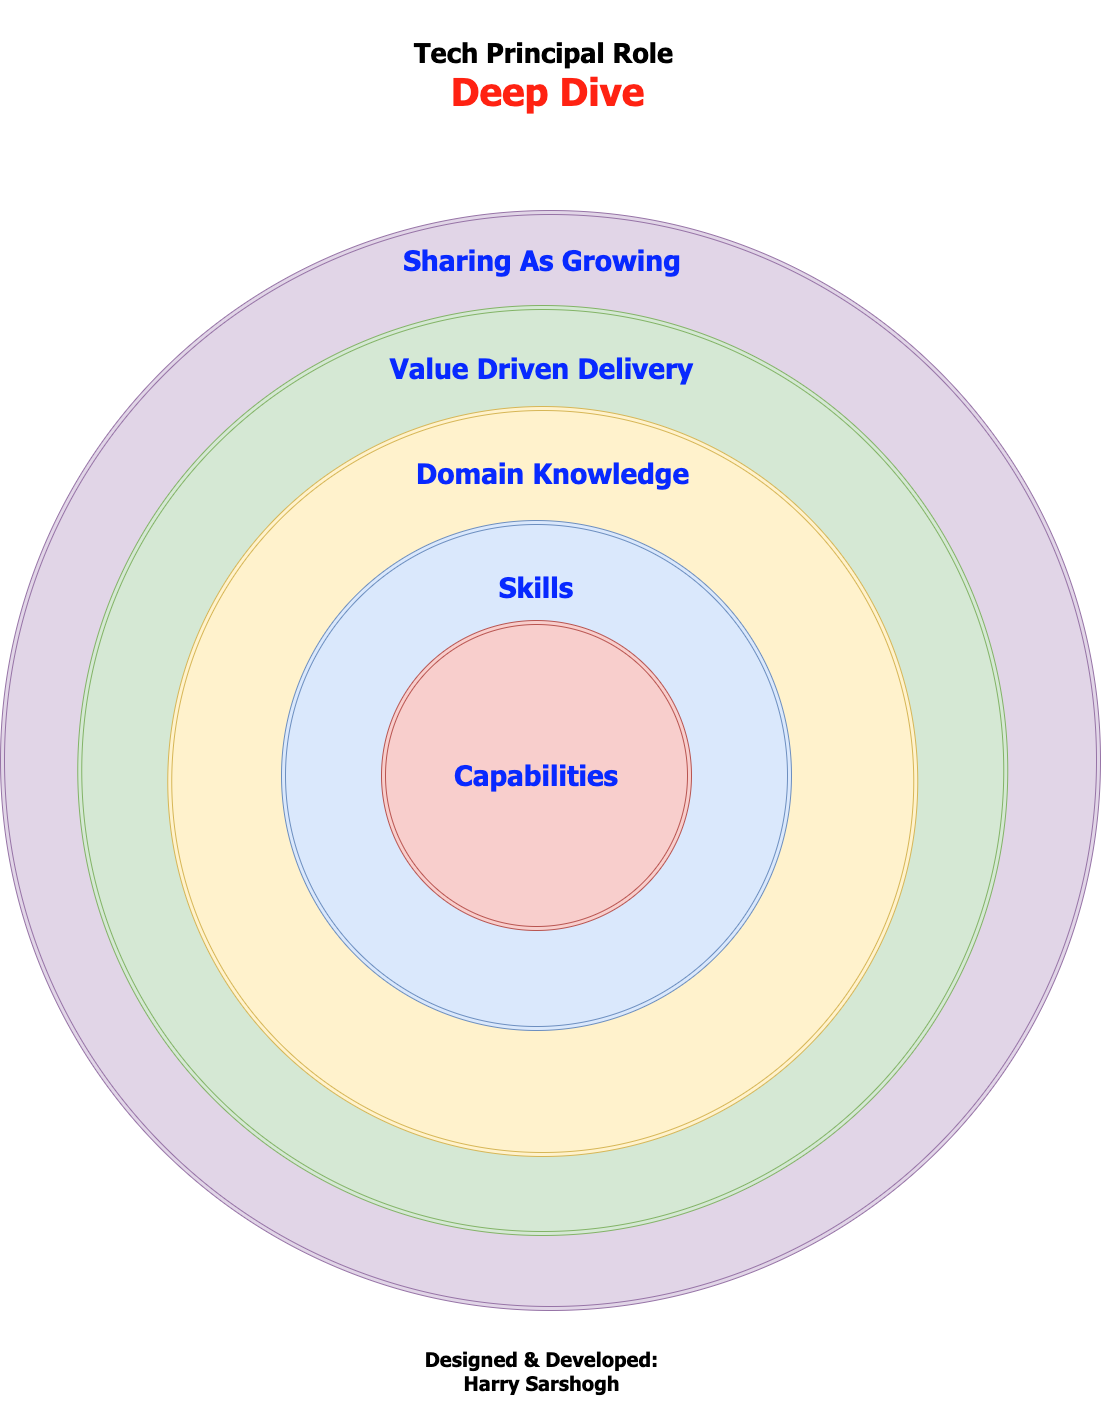 Tech Principal Role
Deep Dive
Sharing As Growing
Value Driven Delivery
Domain Knowledge
Skills
Capabilities
Designed & Developed:
Harry Sarshogh